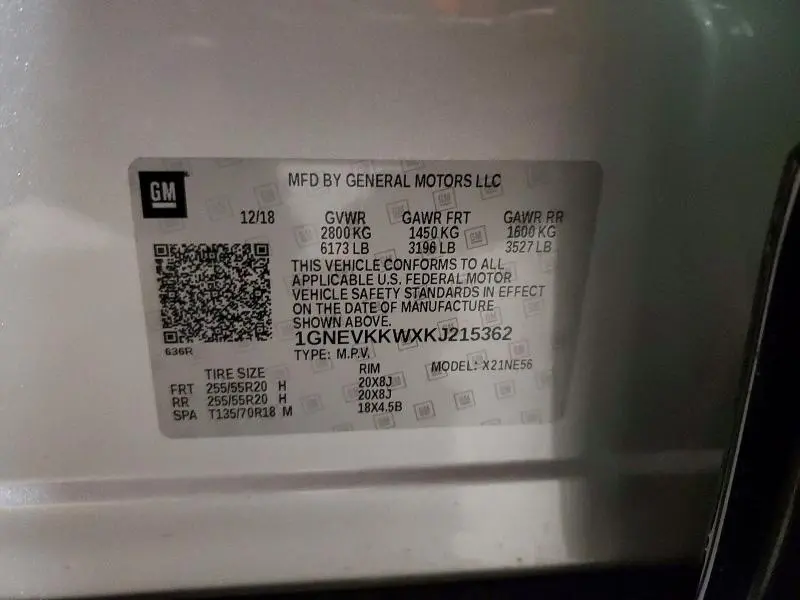 GM
MFD BY GENERAL MOTORS LLC
12/18 GVWR GAWR FRT GAWR RR
2800 KG 1450 KG 1600 KG
6173 LB 3196 LB 3527 LB
THIS VEHICLE CONFORMS TO ALL
APPLICABLE U.S. FEDERAL MOTOR
VEHICLE SAFETY STANDARDS IN EFFECT
ON THE DATE OF MANUFACTURE
SHOWN ABOVE.
1GNEVKKWXKJ215362
636R
TYPE: M.P.V.
TIRE SIZE RIM MODEL: X21NE56
FRT 255/55R20 H 20X8J
RR 255/55R20 H 20X8J
SPA T135/70R18 M 18X4.5B